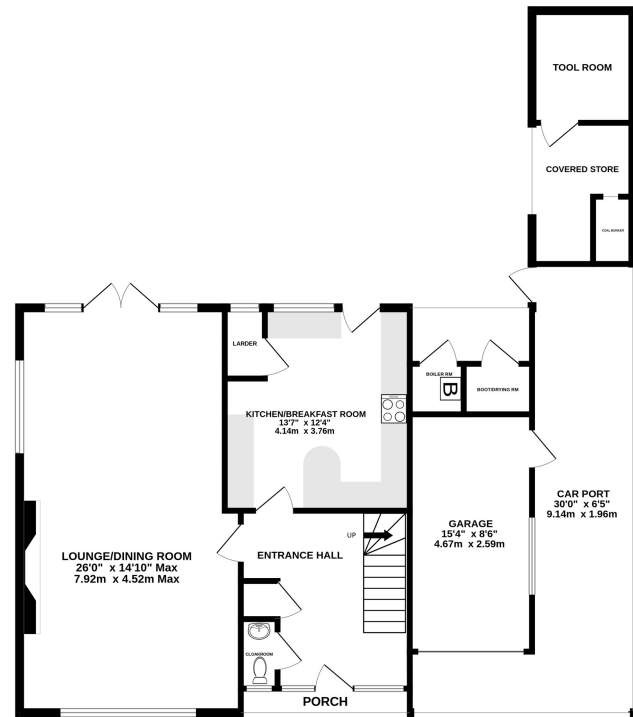 TOOL ROOM
COVERED STORE
COAL BUNKER
LARDER
BOILER RM
B
BOOT/DRYING RM
KITCHEN/BREAKFAST ROOM
13'7" x 12'4"
4.14m x 3.76m
CAR PORT
30'0" x 6'5"
9.14m x 1.96m
GARAGE
15'4" x 8'6"
4.67m x 2.59m
UP
ENTRANCE HALL
LOUNGE/DINING ROOM
26'0" x 14'10" Max
7.92m x 4.52m Max
CLOAKROOM
PORCH